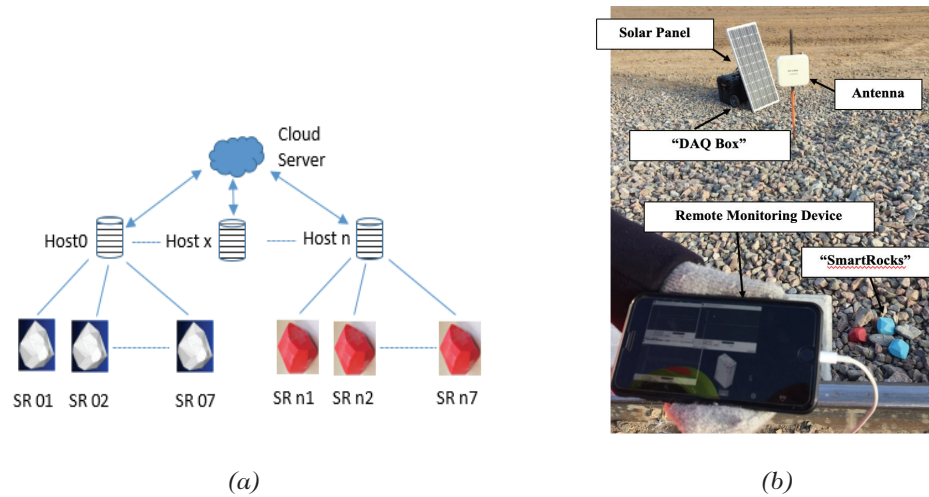 Cloud
Server
Host0
Host x
Host n
SR 01
SR 02
SR 07
SR n1
SR n2
SR n7
(a)
Solar Panel
Antenna
“DAQ Box”
Remote Monitoring Device
“SmartRocks”
(b)